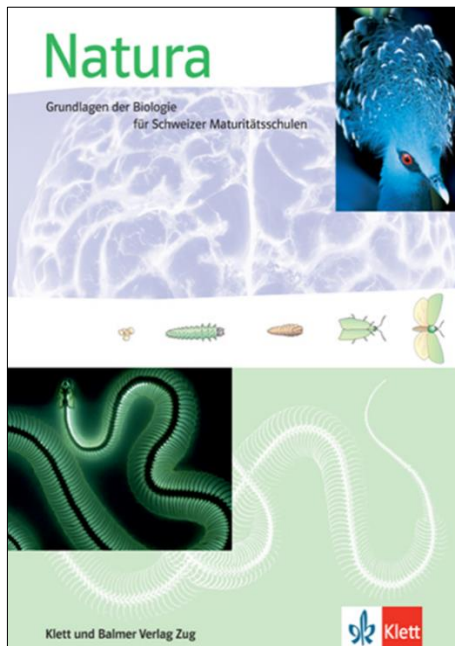 Natura
Grundlagen der Biologie
für Schweizer Maturitätsschulen
Klett und Balmer Verlag Zug
Klett